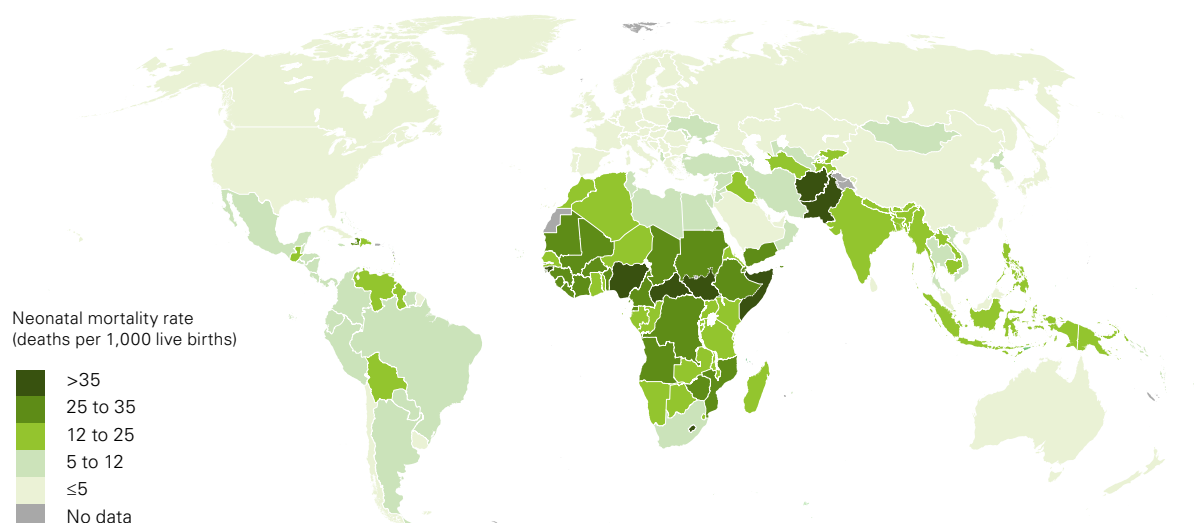 Neonatal mortality rate
(deaths per 1,000 live births)
>35
25 to 35
12 to 25
5 to 12
≤5
No data